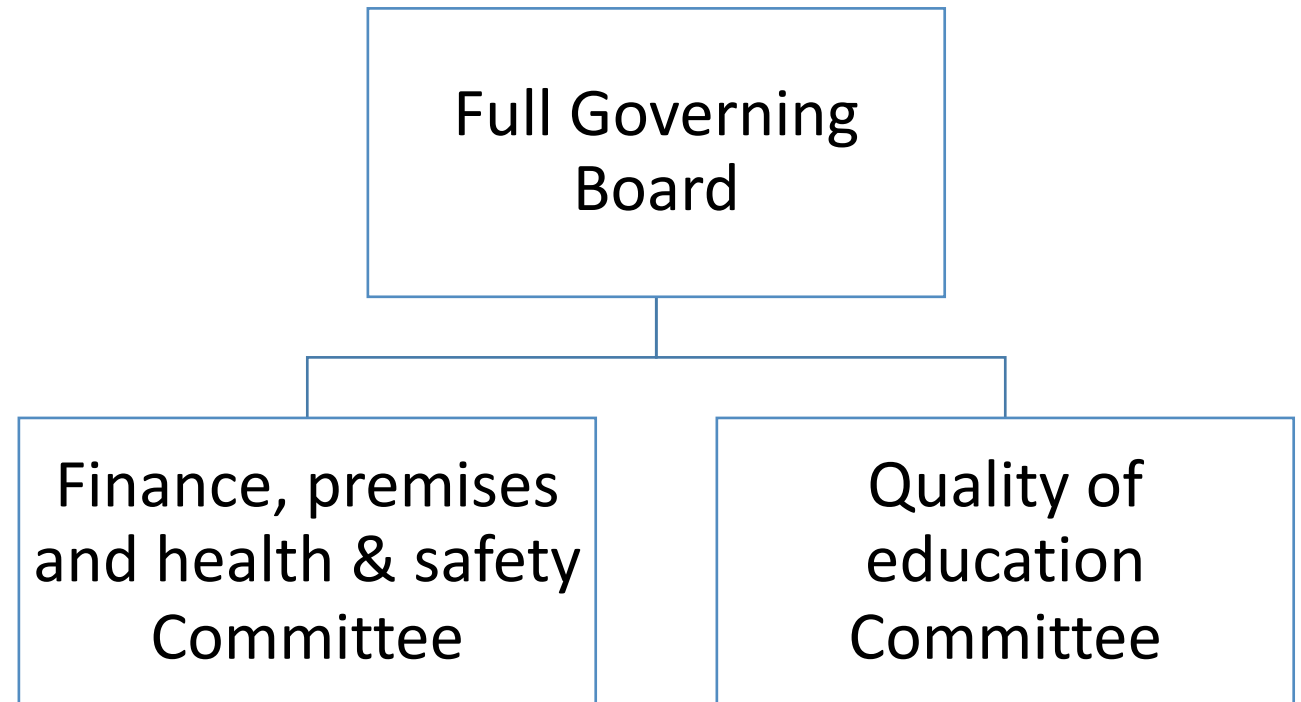 Full Governing
Board
Finance, premises
and health & safety
Committee
Quality of
education
Committee